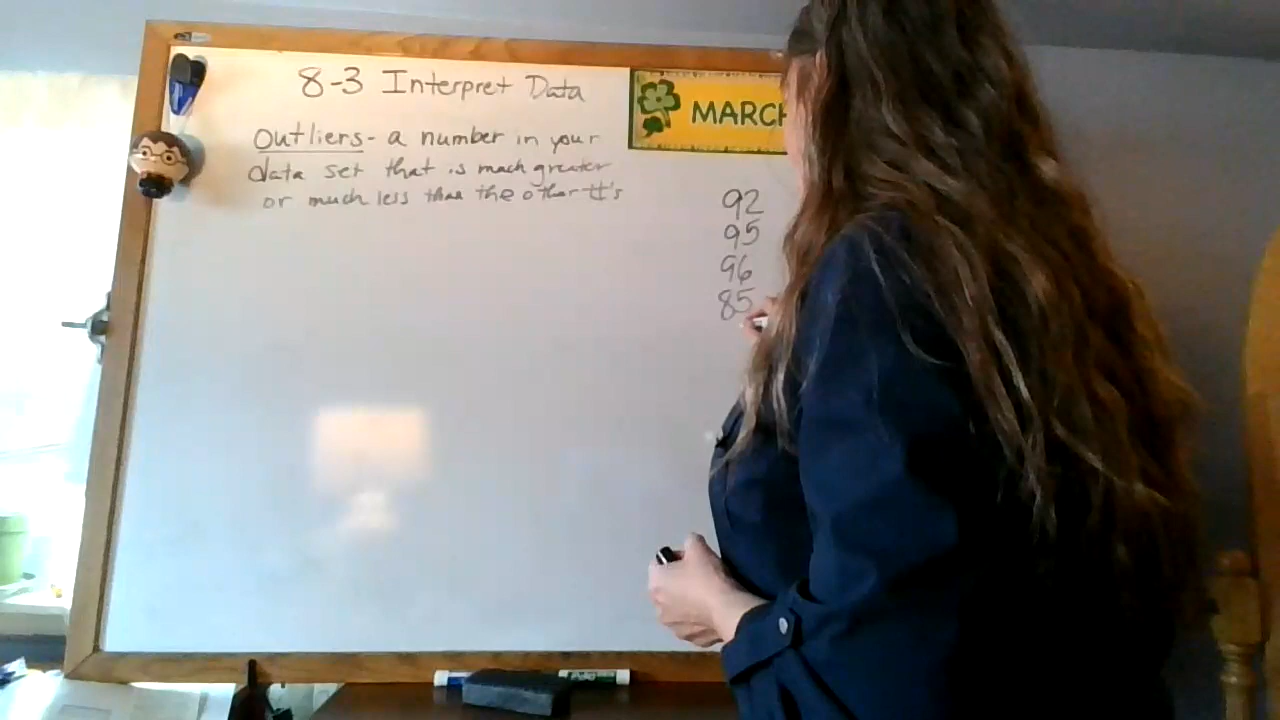 8-3 Interpret Data
MARCH
Outliers - a number in your
data set that is much greater
or much less than the other #'s
92
95
96
85